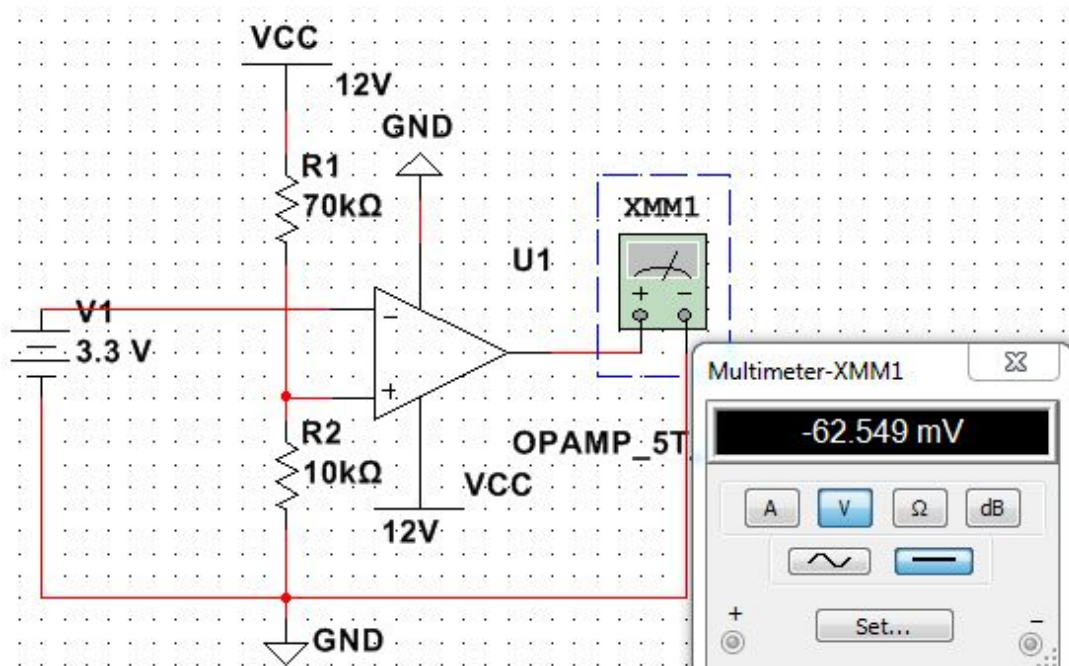 VCC
12V
GND
R1
70kΩ
XMM1
U1
+ −
V1
3.3 V
−
+
R2
10kΩ
OPAMP_5T
VCC
12V
GND
Multimeter-XMM1
-62.549 mV
A V Ω dB
+ Set... −